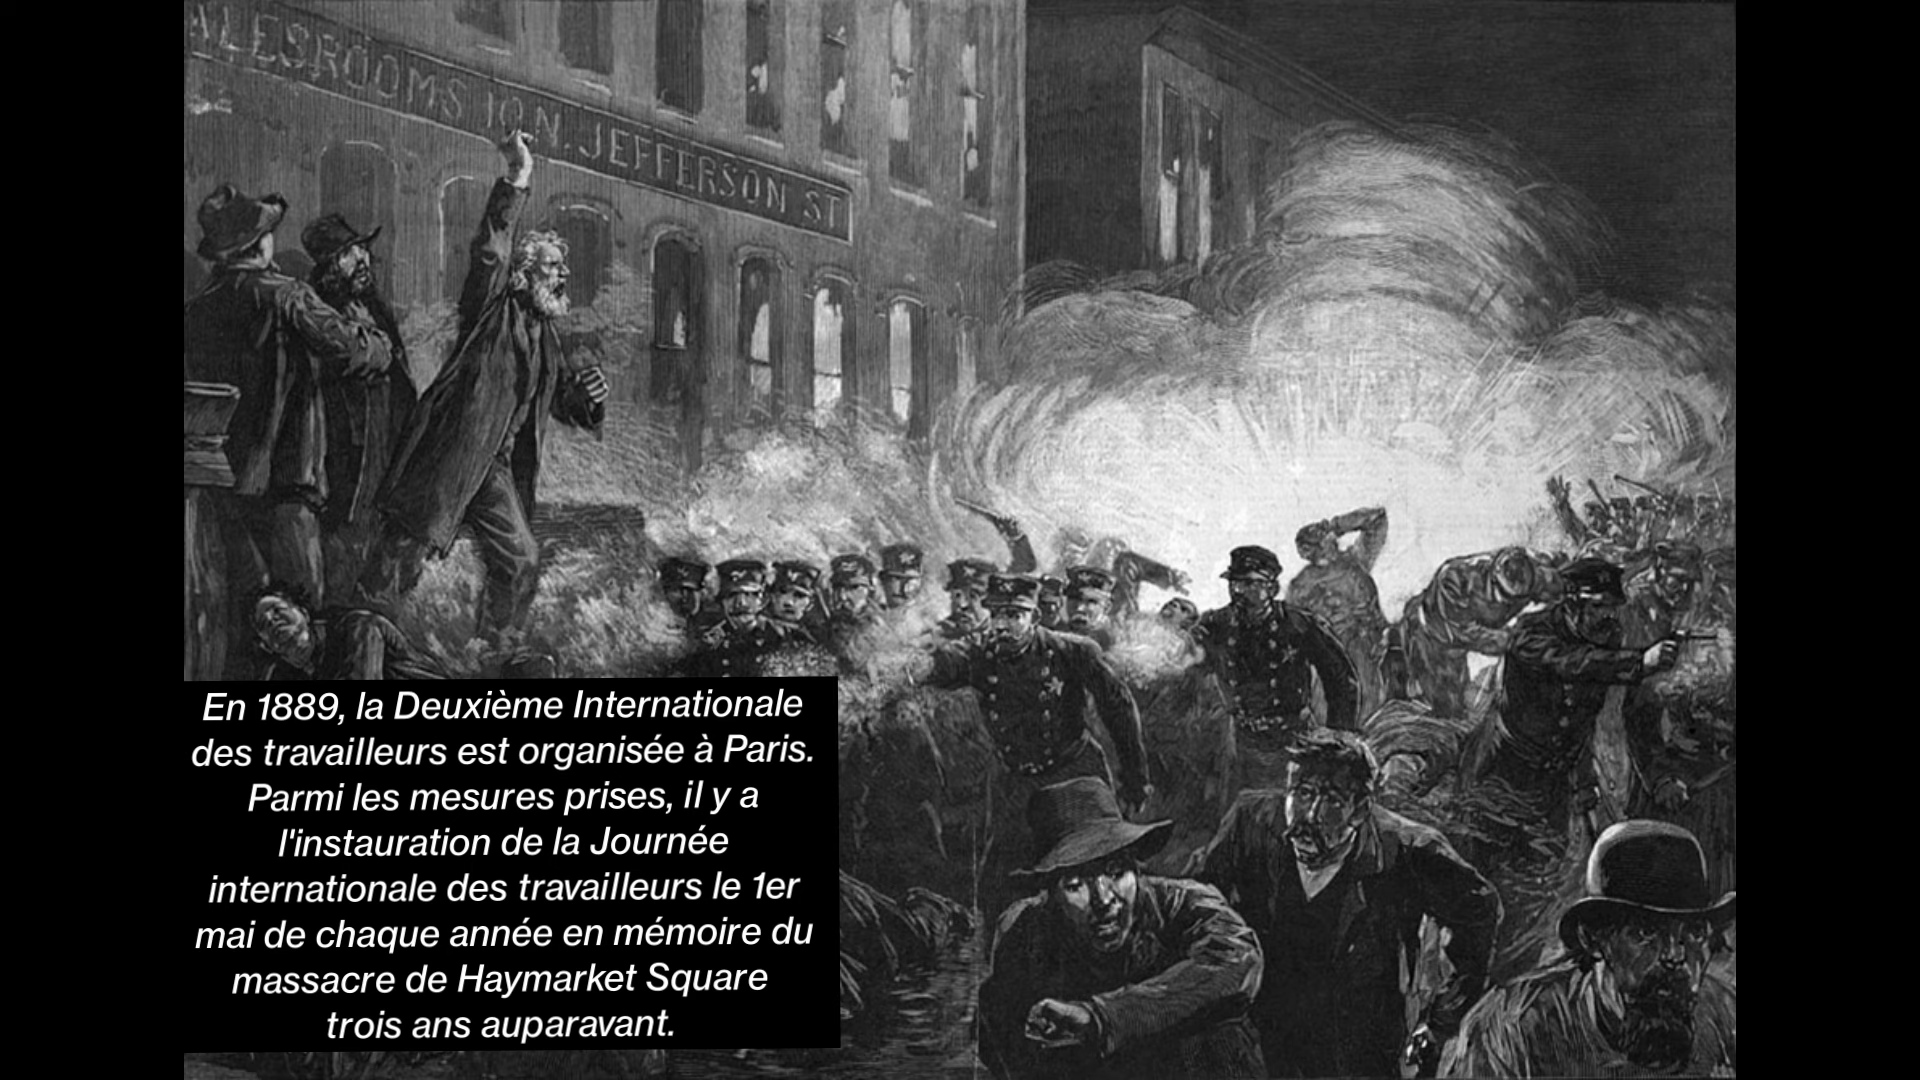 ALESROOMS 10 N. JEFFERSON ST
En 1889, la Deuxième Internationale
des travailleurs est organisée à Paris.
Parmi les mesures prises, il y a
l'instauration de la Journée
internationale des travailleurs le 1er
mai de chaque année en mémoire du
massacre de Haymarket Square
trois ans auparavant.